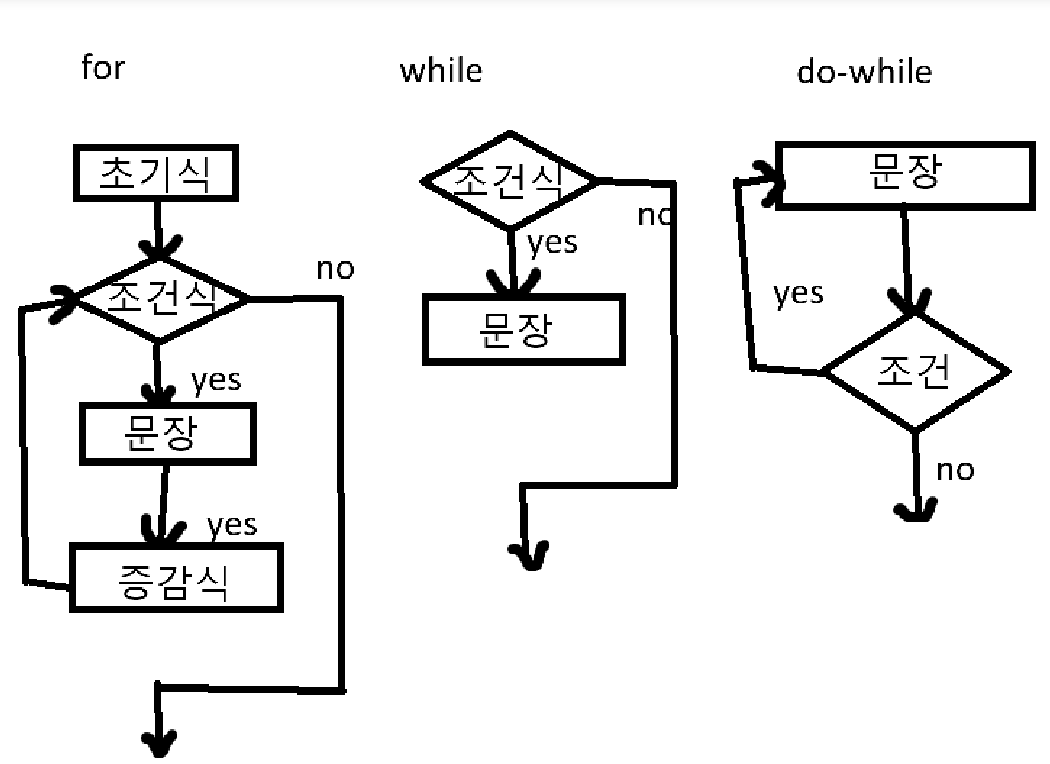 for
초기식
조건식
no
yes
문장
yes
증감식
while
조건식
no
yes
문장
do-while
문장
yes
조건
no